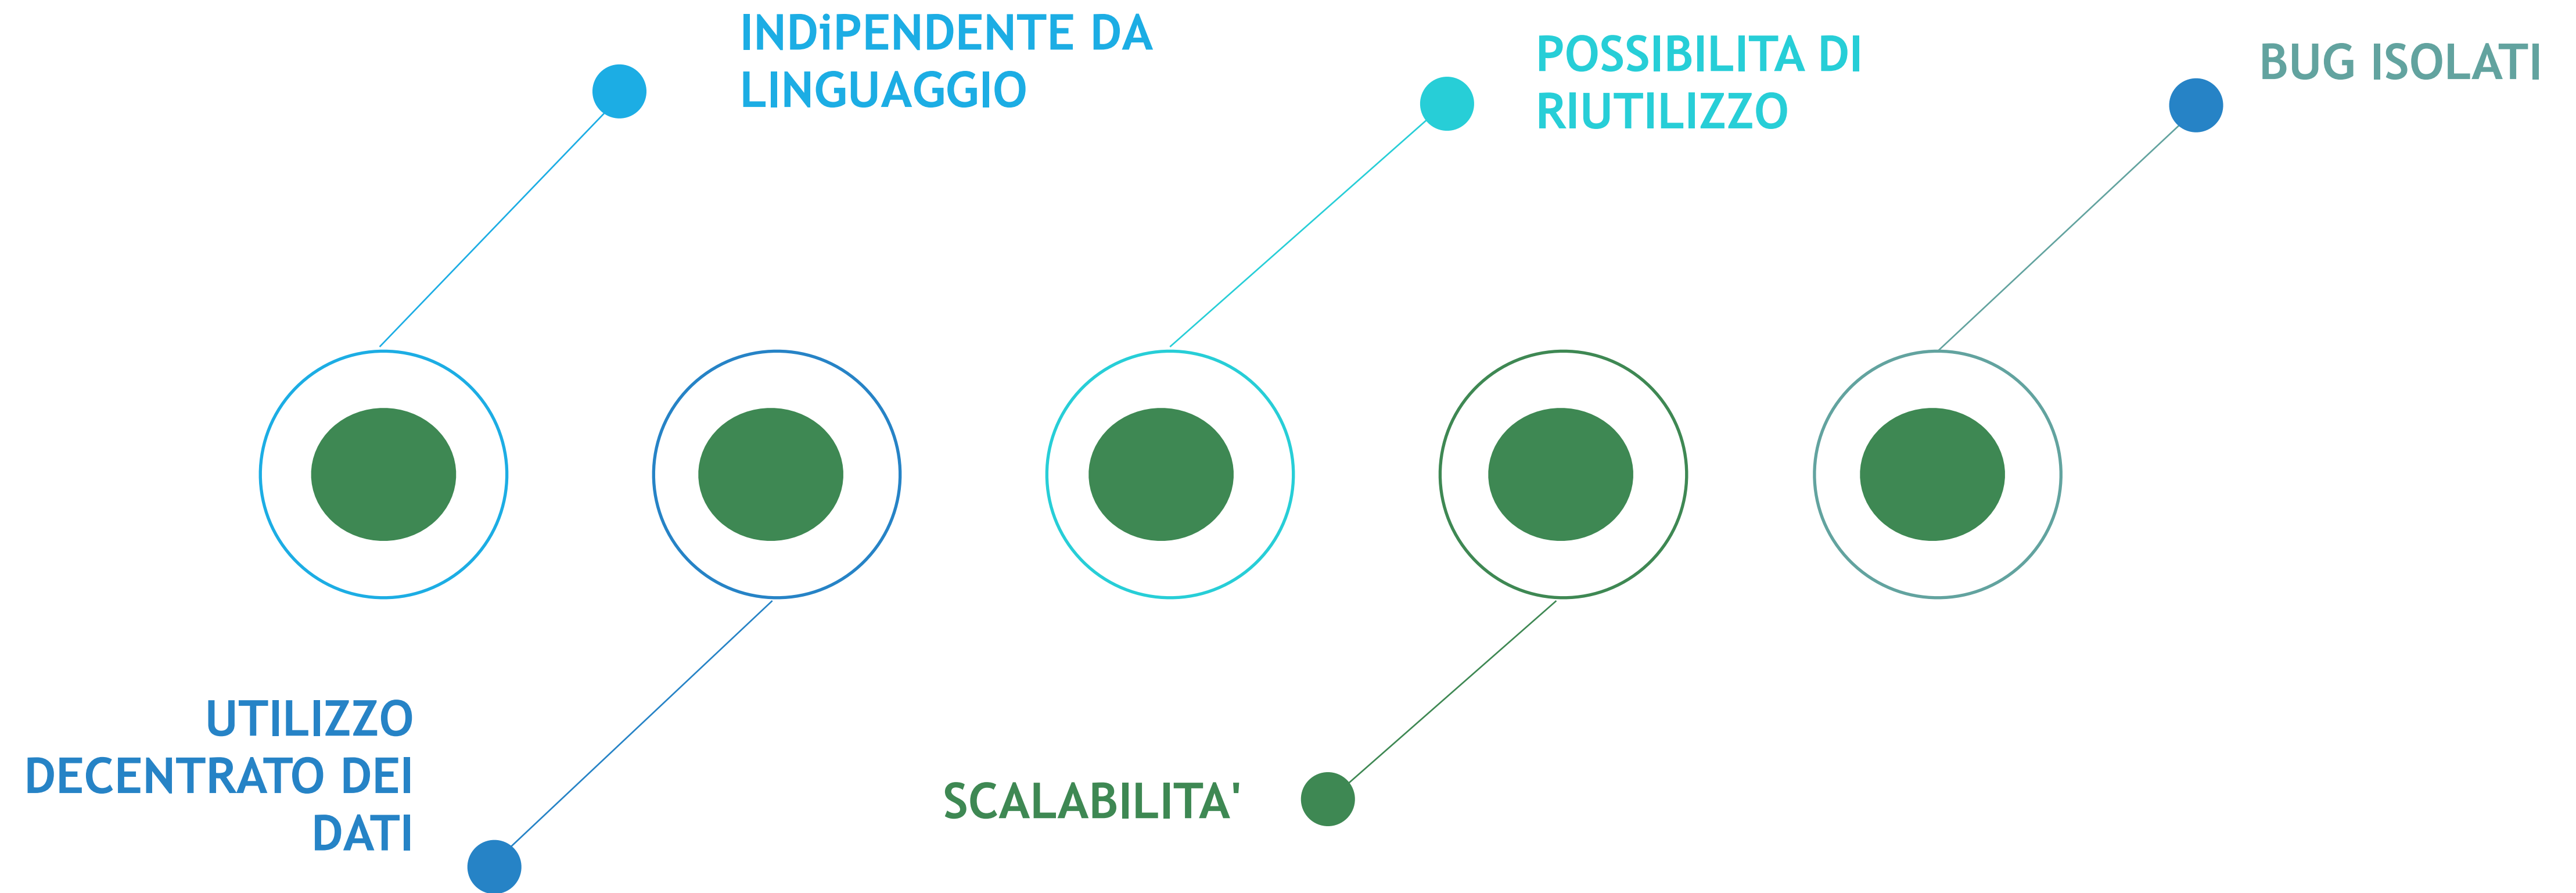 INDiPENDENTE DA
LINGUAGGIO
POSSIBILITA DI
RIUTILIZZO
BUG ISOLATI
UTILIZZO
DECENTRATO DEI
DATI
SCALABILITA'